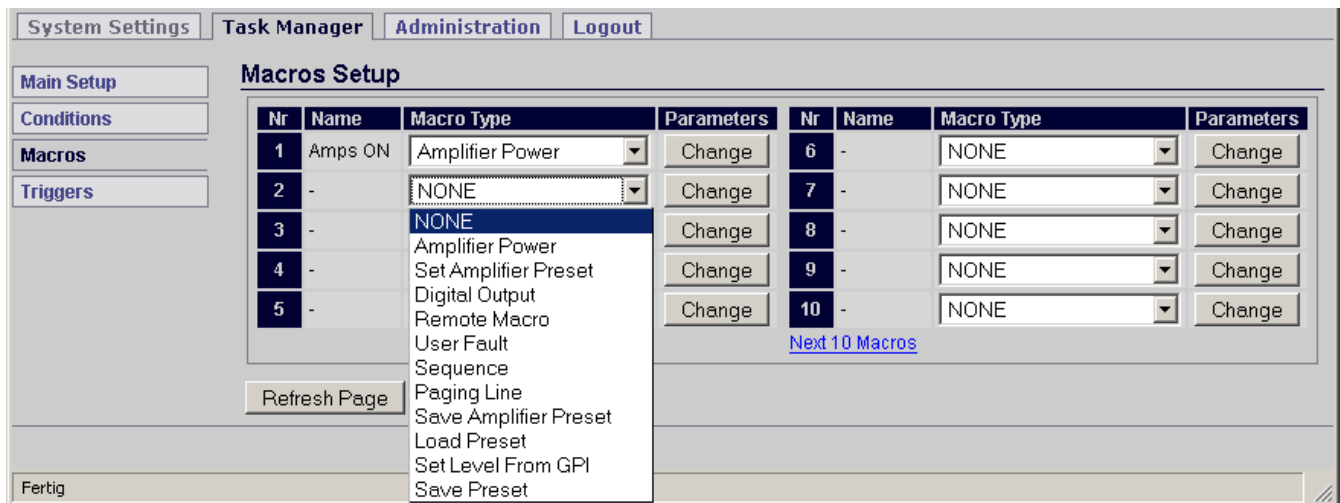 System Settings Task Manager Administration Logout
Main Setup
Conditions
Macros
Triggers
Macros Setup
Nr Name Macro Type Parameters Nr Name Macro Type Parameters
1 Amps ON Amplifier Power Change 6 - NONE Change
2 - NONE Change 7 - NONE Change
3 - Change 8 - NONE Change
4 - Change 9 - NONE Change
5 - Change 10 - NONE Change
NONE
Amplifier Power
Set Amplifier Preset
Digital Output
Remote Macro
User Fault
Sequence
Paging Line
Save Amplifier Preset
Load Preset
Set Level From GPI
Save Preset
Next 10 Macros
Refresh Page
Fertig